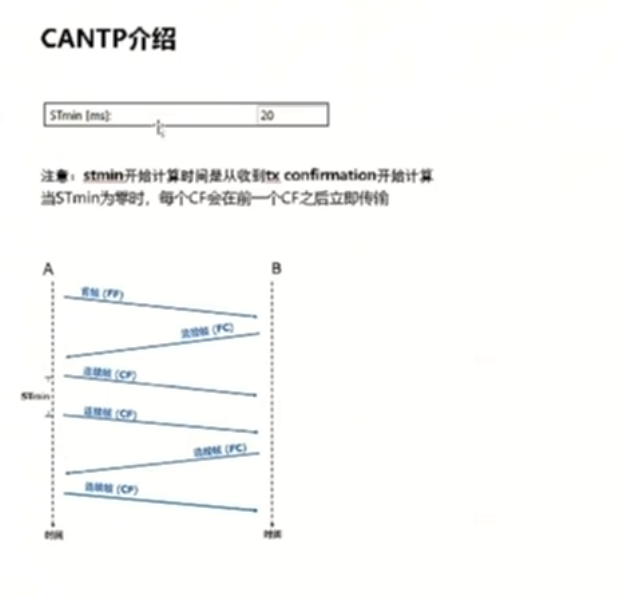 CANTP介绍
STmin [ms]: 20
注意：stmin开始计算时间是从收到tx confirmation开始计算
当STmin为零时，每个CF会在前一个CF之后立即传输
A B
首帧 (FF)
流控帧 (FC)
连续帧 (CF)
STmin
连续帧 (CF)
流控帧 (FC)
连续帧 (CF)
时间 时间